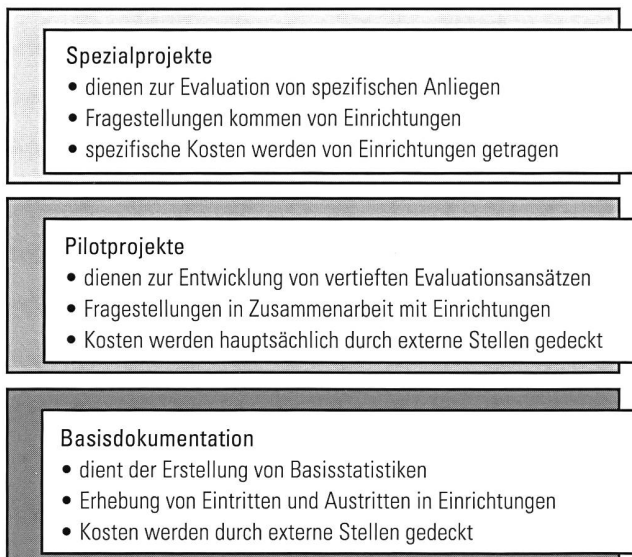 Spezialprojekte
• dienen zur Evaluation von spezifischen Anliegen
• Fragestellungen kommen von Einrichtungen
• spezifische Kosten werden von Einrichtungen getragen
Pilotprojekte
• dienen zur Entwicklung von vertieften Evaluationsansätzen
• Fragestellungen in Zusammenarbeit mit Einrichtungen
• Kosten werden hauptsächlich durch externe Stellen gedeckt
Basisdokumentation
• dient der Erstellung von Basisstatistiken
• Erhebung von Eintritten und Austritten in Einrichtungen
• Kosten werden durch externe Stellen gedeckt